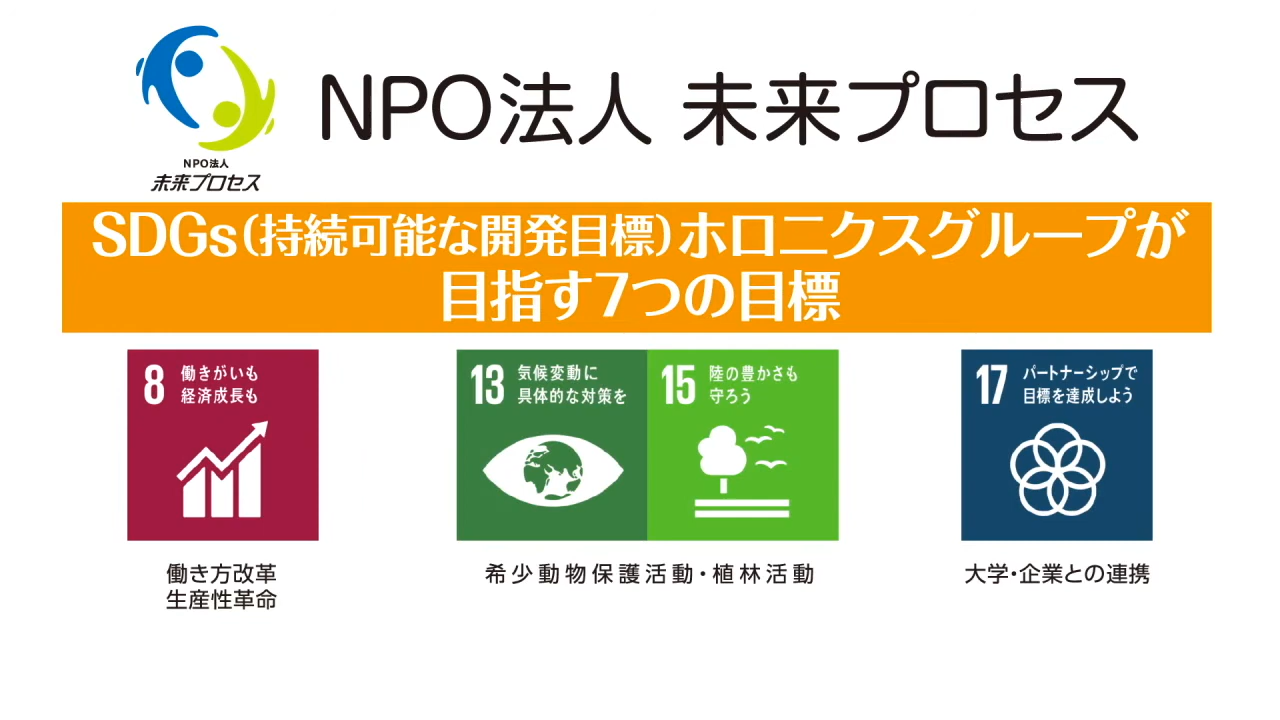 NPO法人 未来プロセス
NPO法人
未来プロセス
SDGs(持続可能な開発目標)ホロニクスグループが
目指す7つの目標
8 働きがいも
経済成長も
13 気候変動に
具体的な対策を
15 陸の豊かさも
守ろう
17 パートナーシップで
目標を達成しよう
働き方改革
生産性革命
希少動物保護活動・植林活動
大学・企業との連携